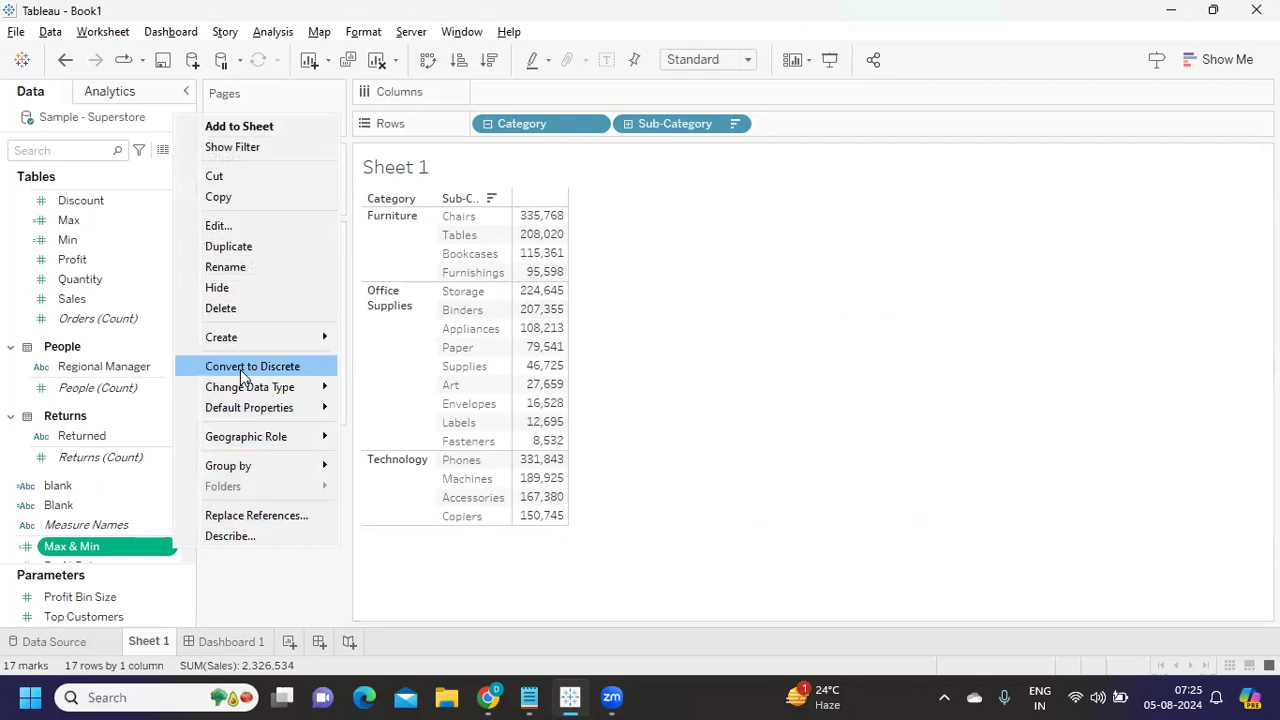 Tableau - Book1
File Data Worksheet Dashboard Story Analysis Map Format Server Window Help
Standard
Show Me
Data Analytics Pages
Columns
Sample - Superstore
Rows Category Sub-Category
Search
Tables
Discount
Max
Min
Profit
Quantity
Sales
Orders (Count)
People
Abc Regional Manager
People (Count)
Returns
Abc Returned
Returns (Count)
Abc blank
Abc Blank
Abc Measure Names
Max & Min
Parameters
Profit Bin Size
Top Customers
Add to Sheet
Show Filter
Cut
Copy
Edit...
Duplicate
Rename
Hide
Delete
Create
Convert to Discrete
Change Data Type
Default Properties
Geographic Role
Group by
Folders
Replace References...
Describe...
Sheet 1
Category Sub-C..
Furniture Chairs 335,768
Tables 208,020
Bookcases 115,361
Furnishings 95,598
Office Supplies Storage 224,645
Binders 207,355
Appliances 108,213
Paper 79,541
Supplies 46,725
Art 27,659
Envelopes 16,528
Labels 12,695
Fasteners 8,532
Technology Phones 331,843
Machines 189,925
Accessories 167,380
Copiers 150,745
Data Source Sheet 1 Dashboard 1
17 marks 17 rows by 1 column SUM(Sales): 2,326,534
Search
1
24°C
Haze
ENG
IN
07:25
05-08-2024
PRE